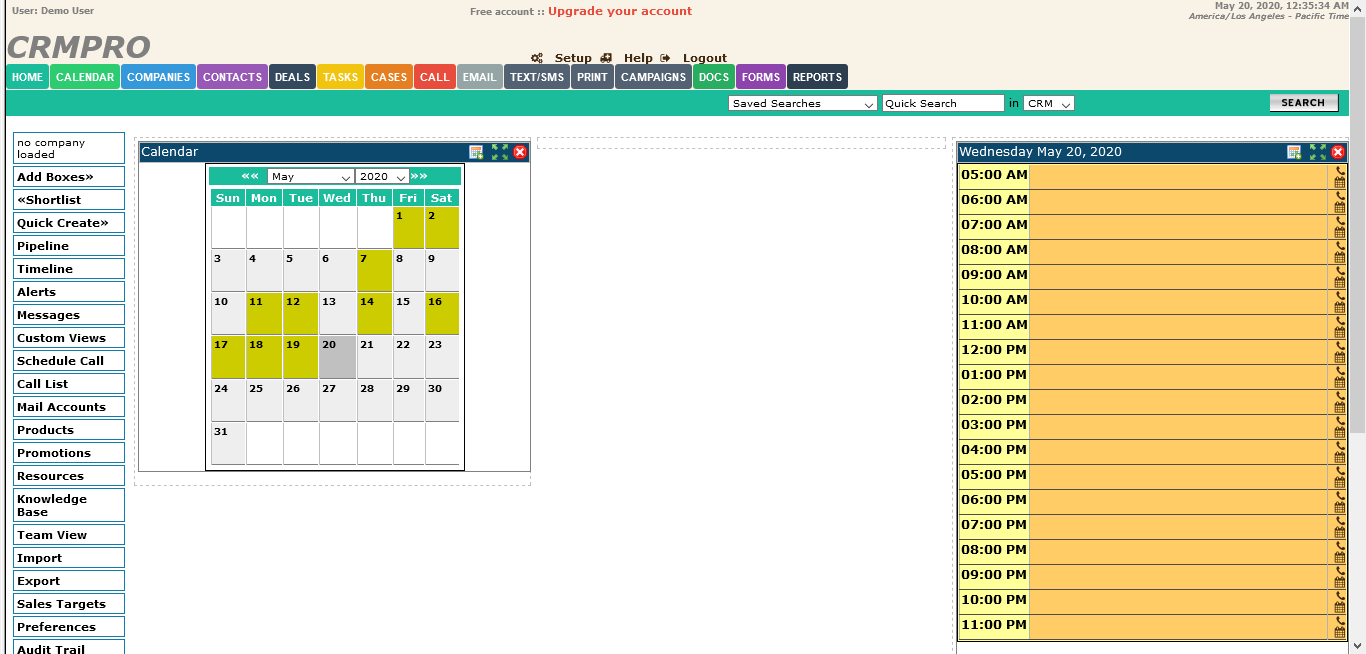 User: Demo User
Free account :: Upgrade your account
May 20, 2020, 12:35:34 AM
America/Los Angeles - Pacific Time
CRMPRO
Setup Help Logout
HOME CALENDAR COMPANIES CONTACTS DEALS TASKS CASES CALL EMAIL TEXT/SMS PRINT CAMPAIGNS DOCS FORMS REPORTS
Saved Searches Quick Search in CRM SEARCH
no company
loaded
Add Boxes»
«Shortlist
Quick Create»
Pipeline
Timeline
Alerts
Messages
Custom Views
Schedule Call
Call List
Mail Accounts
Products
Promotions
Resources
Knowledge
Base
Team View
Import
Export
Sales Targets
Preferences
Audit Trail
Calendar
«« May 2020 »»
Sun Mon Tue Wed Thu Fri Sat
1 2
3 4 5 6 7 8 9
10 11 12 13 14 15 16
17 18 19 20 21 22 23
24 25 26 27 28 29 30
31
Wednesday May 20, 2020
05:00 AM
06:00 AM
07:00 AM
08:00 AM
09:00 AM
10:00 AM
11:00 AM
12:00 PM
01:00 PM
02:00 PM
03:00 PM
04:00 PM
05:00 PM
06:00 PM
07:00 PM
08:00 PM
09:00 PM
10:00 PM
11:00 PM